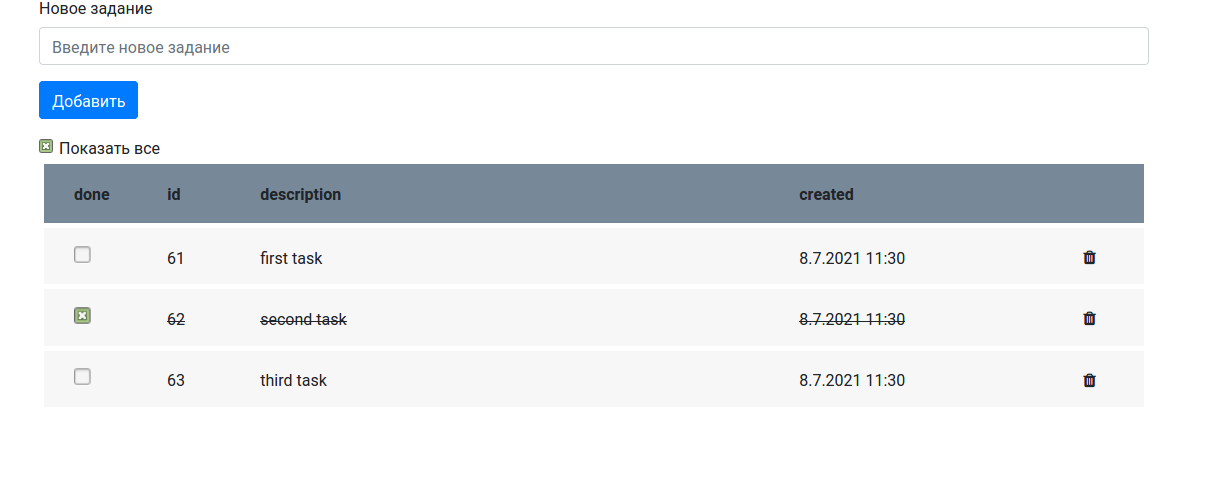 Новое задание
Введите новое задание
Добавить
Показать все
done id description created
61 first task 8.7.2021 11:30
62 second task 8.7.2021 11:30
63 third task 8.7.2021 11:30